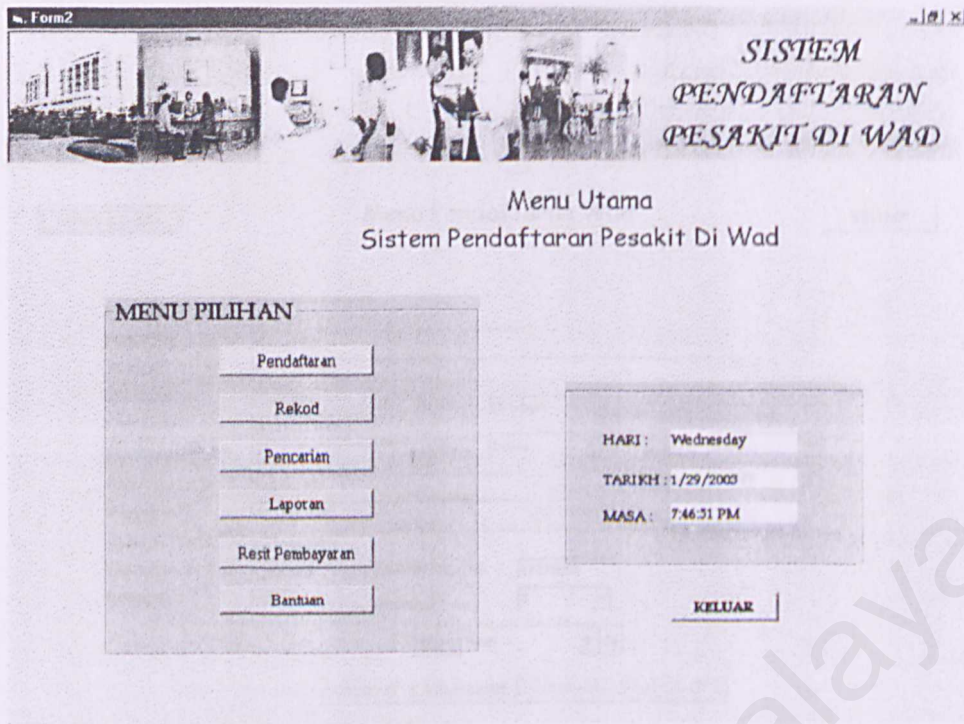 Form2
SISTEM
PENDAFTARAN
PESAKIT DI WAD
Menu Utama
Sistem Pendaftaran Pesakit Di Wad
MENU PILIHAN
Pendaftaran
Rekod
Pencarian
Laporan
Resit Pembayaran
Bantuan
HARI : Wednesday
TARIKH : 1/29/2003
MASA : 7:46:31 PM
KELUAR
alaya